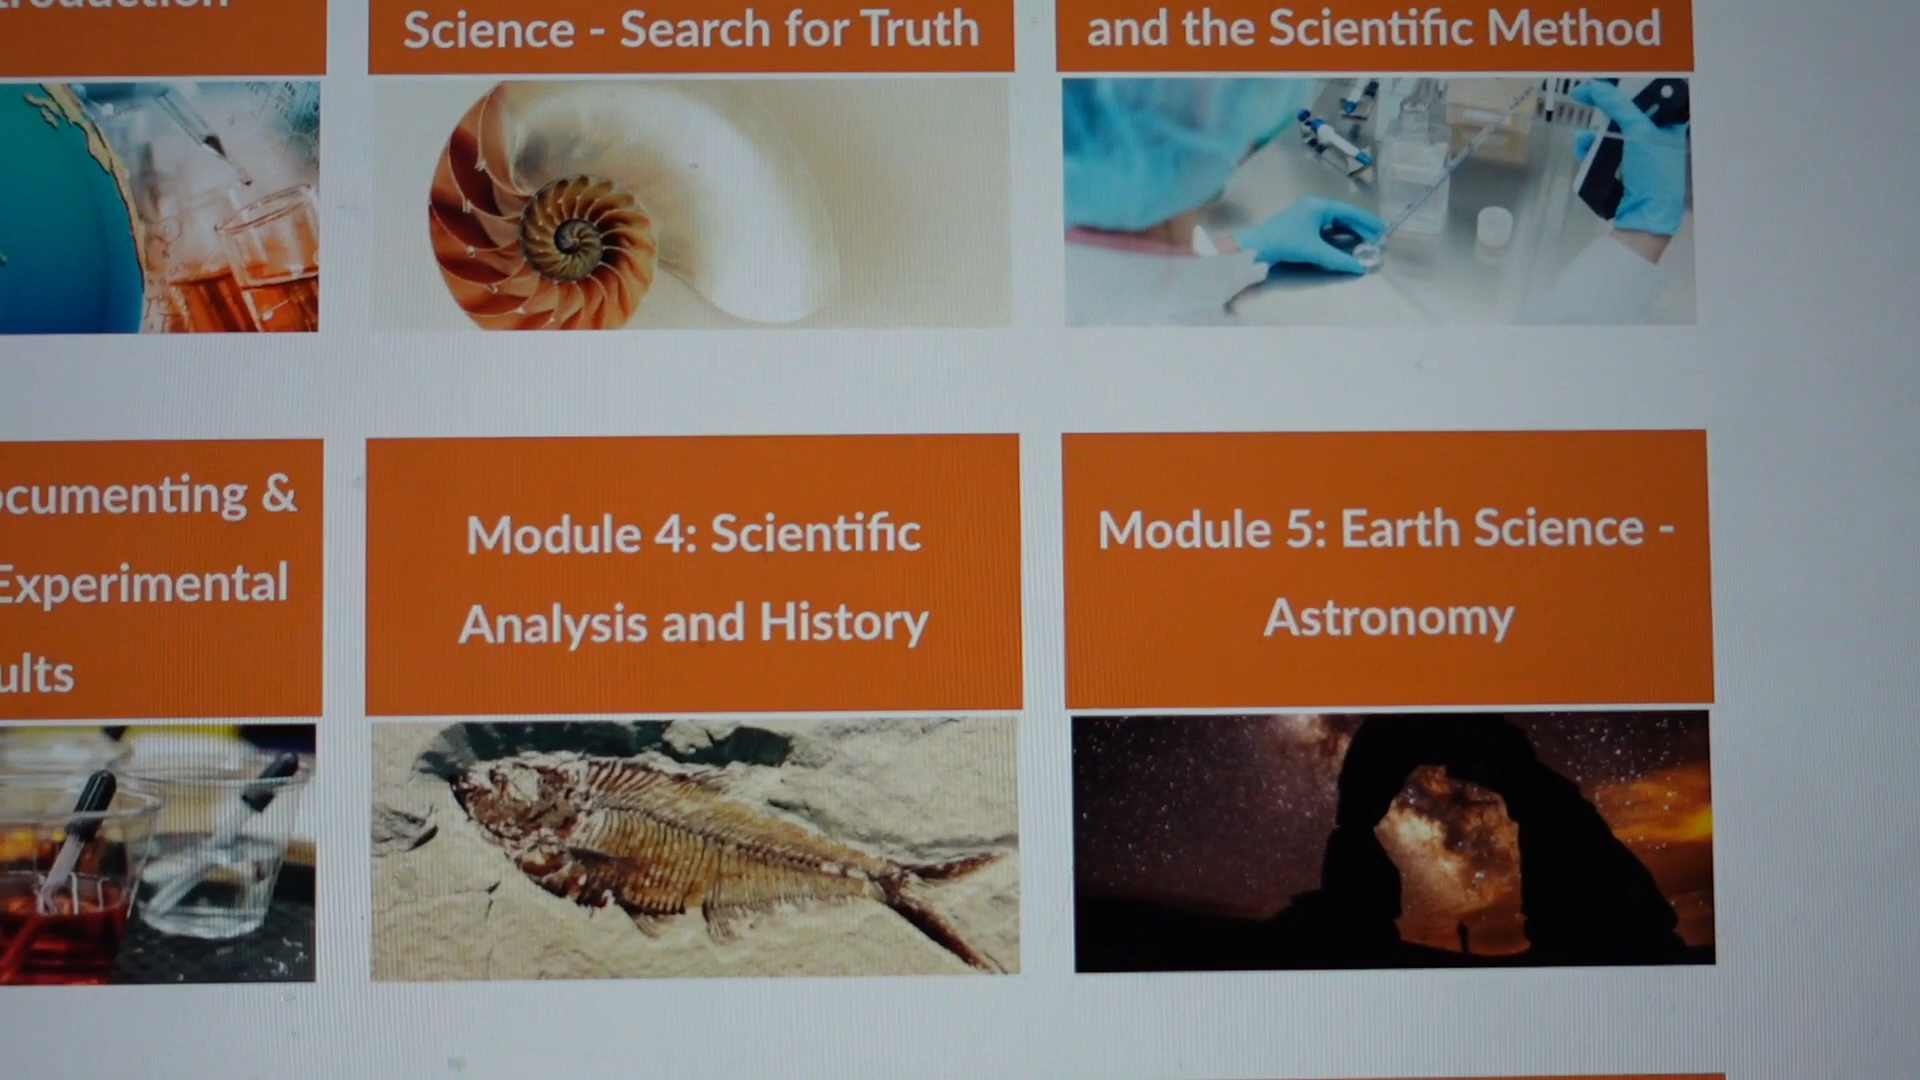 Science - Search for Truth
and the Scientific Method
Module 4: Scientific
Analysis and History
Module 5: Earth Science -
Astronomy
ocumenting &
Experimental
ults